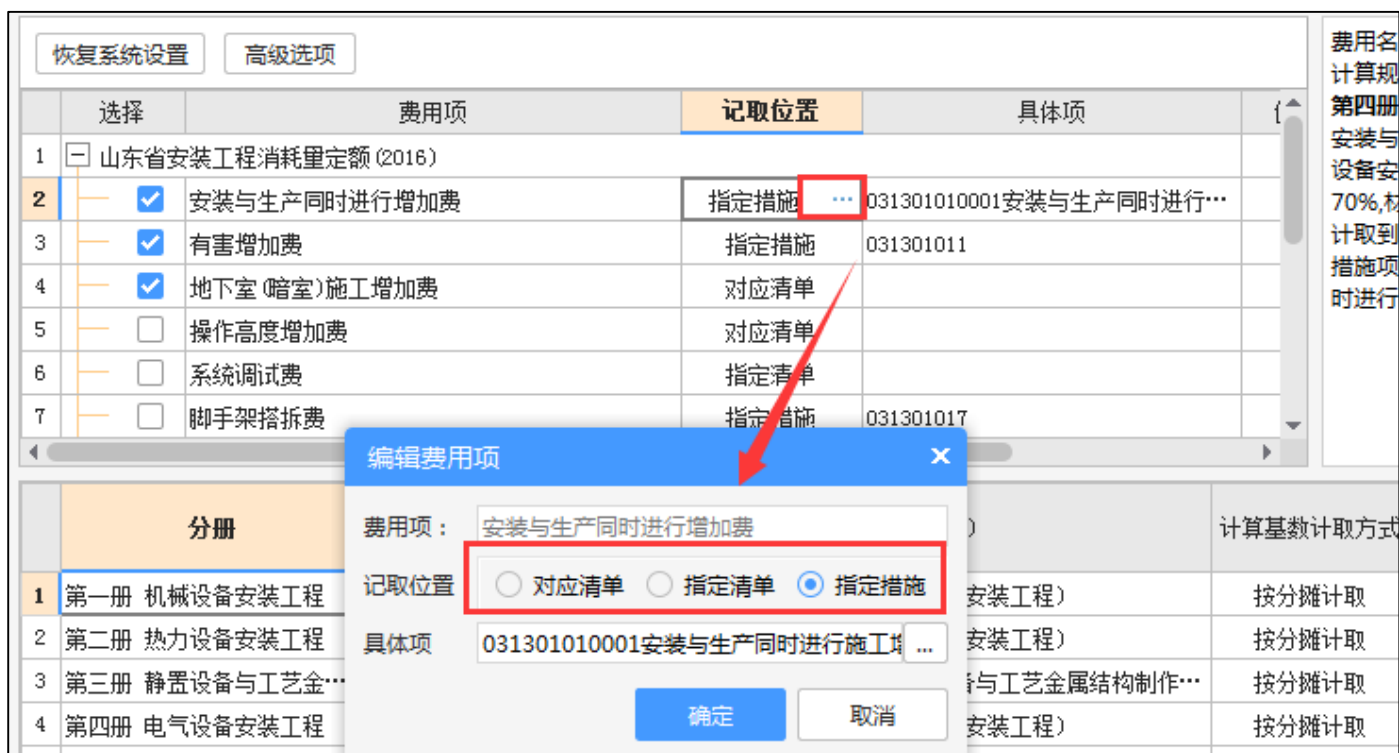 恢复系统设置 高级选项
选择 费用项 记取位置 具体项
1 山东省安装工程消耗量定额(2016)
2 安装与生产同时进行增加费 指定措施 ... 031301010001安装与生产同时进行…
3 有害增加费 指定措施 031301011
4 地下室(暗室)施工增加费 对应清单
5 操作高度增加费 对应清单
6 系统调试费 指定清单
7 脚手架搭拆费 指定措施 031301017
费用名
计算规
第四册
安装与
设备安
70%,材
计取到
措施项
时进行
编辑费用项
费用项： 安装与生产同时进行增加费
记取位置 对应清单 指定清单 指定措施
具体项 031301010001安装与生产同时进行施工增 ...
确定 取消
分册 ) 计算基数计取方式
1 第一册 机械设备安装工程 安装工程) 按分摊计取
2 第二册 热力设备安装工程 安装工程) 按分摊计取
3 第三册 静置设备与工艺金… 与工艺金属结构制作… 按分摊计取
4 第四册 电气设备安装工程 安装工程) 按分摊计取